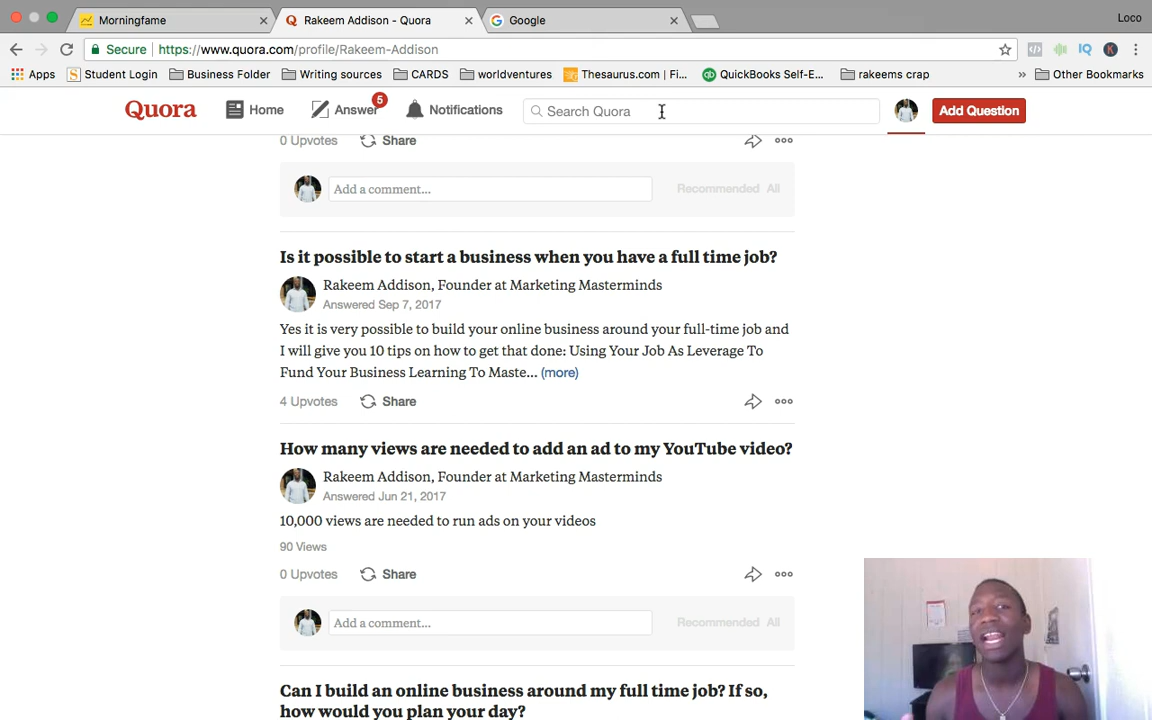 Morningfame
Rakeem Addison - Quora
Google
Loco
Secure
https://www.quora.com/profile/Rakeem-Addison
Apps
Student Login
Business Folder
Writing sources
CARDS
worldventures
Thesaurus.com | Fi...
QuickBooks Self-E...
rakeems crap
»
Other Bookmarks
Quora
Home
Answer
5
Notifications
Search Quora
Add Question
0 Upvotes
Share
Add a comment...
Recommended All
Is it possible to start a business when you have a full time job?
Rakeem Addison, Founder at Marketing Masterminds
Answered Sep 7, 2017
Yes it is very possible to build your online business around your full-time job and
I will give you 10 tips on how to get that done: Using Your Job As Leverage To
Fund Your Business Learning To Maste... (more)
4 Upvotes
Share
How many views are needed to add an ad to my YouTube video?
Rakeem Addison, Founder at Marketing Masterminds
Answered Jun 21, 2017
10,000 views are needed to run ads on your videos
90 Views
0 Upvotes
Share
Add a comment...
Recommended All
Can I build an online business around my full time job? If so,
how would you plan your day?